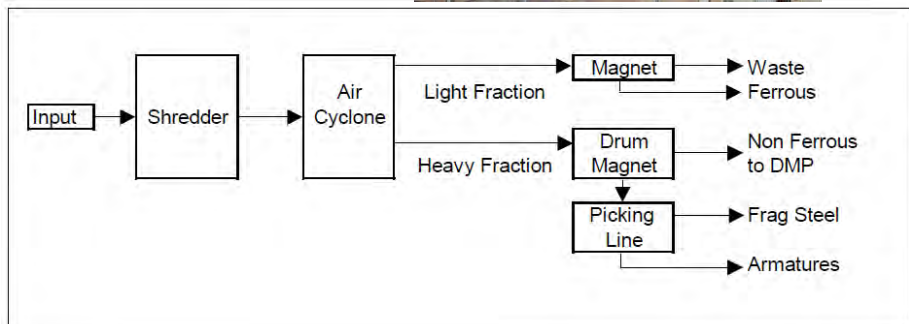 Input
Shredder
Air
Cyclone
Light Fraction
Heavy Fraction
Magnet
Waste
Ferrous
Drum
Magnet
Non Ferrous
to DMP
Picking
Line
Frag Steel
Armatures